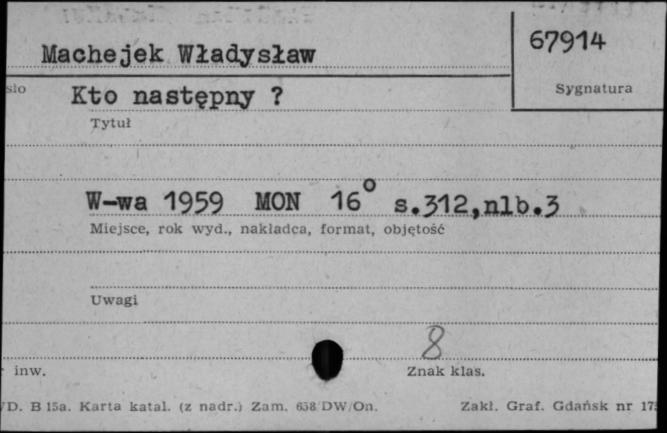 Machejek Władysław
67914
Sygnatura
Kto następny ?
Tytuł
W-wa 1959 MON 16° s.312,nlb.3
Miejsce, rok wyd., nakładca, format, objętość
Uwagi
8
inw.
Znak klas.
D. B 15a. Karta katal. (z nadr.) Zam. 638/DW/On.
Zakł. Graf. Gdańsk nr